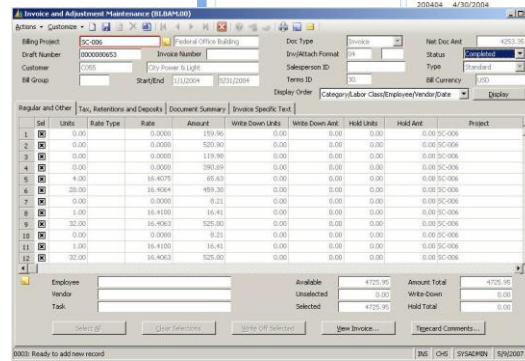 200404 4/30/2004
Invoice and Adjustment Maintenance (BI.BAM.00)
Actions Customize
Billing Project SC-006 Federal Office Building Doc Type Invoice Net Doc Amt 4253.36
Draft Number 0000000653 Invoice Number Inv/Attach Format 04 Status Completed
Customer C055 City Power & Light Salesperson ID Type Standard
Bill Group Start/End 1/1/2004 5/31/2004 Terms ID 30 Bill Currency USD
Display Order Category/Labor Class/Employee/Vendor/Date Display
Regular and Other Tax, Retentions and Deposits Document Summary Invoice Specific Text
Sel Units Rate Type Rate Amount Write Down Units Write Down Amt Hold Units Hold Amt Project
1 0.00 0.0000 159.96 0.00 0.00 0.00 0.00 SC-006
2 0.00 0.0000 520.90 0.00 0.00 0.00 0.00 SC-006
3 0.00 0.0000 119.98 0.00 0.00 0.00 0.00 SC-006
4 0.00 0.0000 390.69 0.00 0.00 0.00 0.00 SC-006
5 4.00 16.4075 65.63 0.00 0.00 0.00 0.00 SC-006
6 28.00 16.4064 459.38 0.00 0.00 0.00 0.00 SC-006
7 0.00 0.0000 8.21 0.00 0.00 0.00 0.00 SC-006
8 1.00 16.4100 16.41 0.00 0.00 0.00 0.00 SC-006
9 32.00 16.4063 525.00 0.00 0.00 0.00 0.00 SC-006
10 0.00 0.0000 8.21 0.00 0.00 0.00 0.00 SC-006
11 1.00 16.4100 16.41 0.00 0.00 0.00 0.00 SC-006
12 32.00 16.4063 525.00 0.00 0.00 0.00 0.00 SC-006
Employee Available 4725.95 Amount Total 4725.95
Vendor Unselected 0.00 Write-Down 0.00
Task Selected 4725.95 Hold Total 0.00
Select All Clear Selections Write Off Selected View Invoice... Timecard Comments...
0003: Ready to add new record INS CHS SYSADMIN 5/9/2007